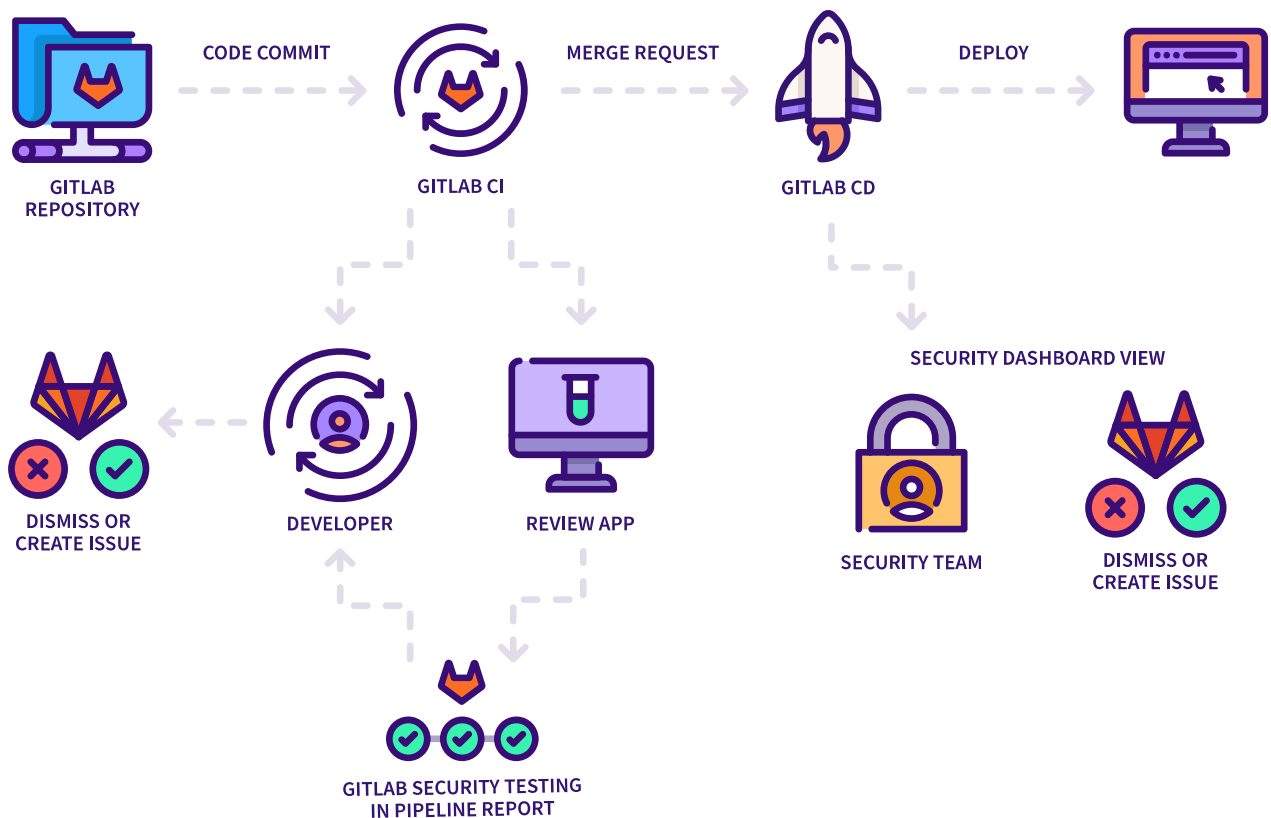 CODE COMMIT
MERGE REQUEST
DEPLOY
GITLAB
REPOSITORY
GITLAB CI
GITLAB CD
SECURITY DASHBOARD VIEW
DISMISS OR
CREATE ISSUE
DEVELOPER
REVIEW APP
SECURITY TEAM
DISMISS OR
CREATE ISSUE
GITLAB SECURITY TESTING
IN PIPELINE REPORT